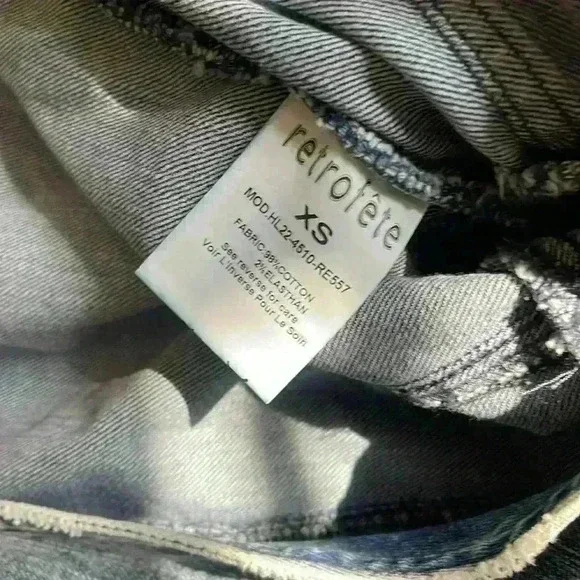 retrofête
XS
MOD.HL22-4510-RE557
FABRIC:98%COTTON
2%ELASTHAN
See reverse for care
Voir L'inverse Pour Le Soin